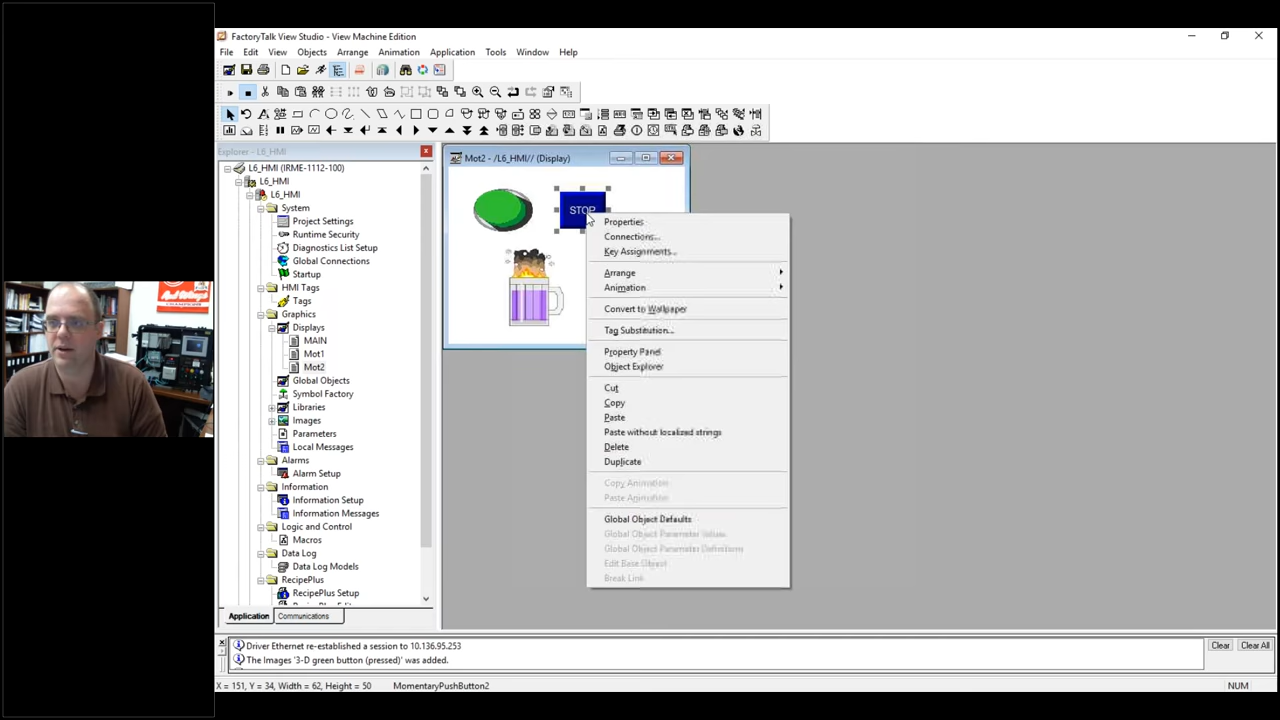 FactoryTalk View Studio - View Machine Edition
File Edit View Objects Arrange Animation Application Tools Window Help
Explorer - L6_HMI
L6_HMI (IRME-1112-100)
L6_HMI
L6_HMI
System
Project Settings
Runtime Security
Diagnostics List Setup
Global Connections
Startup
HMI Tags
Tags
Graphics
Displays
MAIN
Mot1
Mot2
Global Objects
Symbol Factory
Libraries
Images
Parameters
Local Messages
Alarms
Alarm Setup
Information
Information Setup
Information Messages
Logic and Control
Macros
Data Log
Data Log Models
RecipePlus
RecipePlus Setup
Application Communications
Mot2 - /L6_HMI// (Display)
STOP
Properties
Connections...
Key Assignments...
Arrange
Animation
Convert to Wallpaper
Tag Substitution...
Property Panel
Object Explorer
Cut
Copy
Paste
Paste without localized strings
Delete
Duplicate
Copy Animation
Paste Animation
Global Object Defaults
Global Object Parameter Values
Global Object Parameter Definitions
Edit Base Object
Break Link
Driver Ethernet re-established a session to 10.136.95.253
The Images '3-D green button (pressed)' was added.
Clear Clear All
X = 151, Y = 34, Width = 62, Height = 50 MomentaryPushButton2 NUM